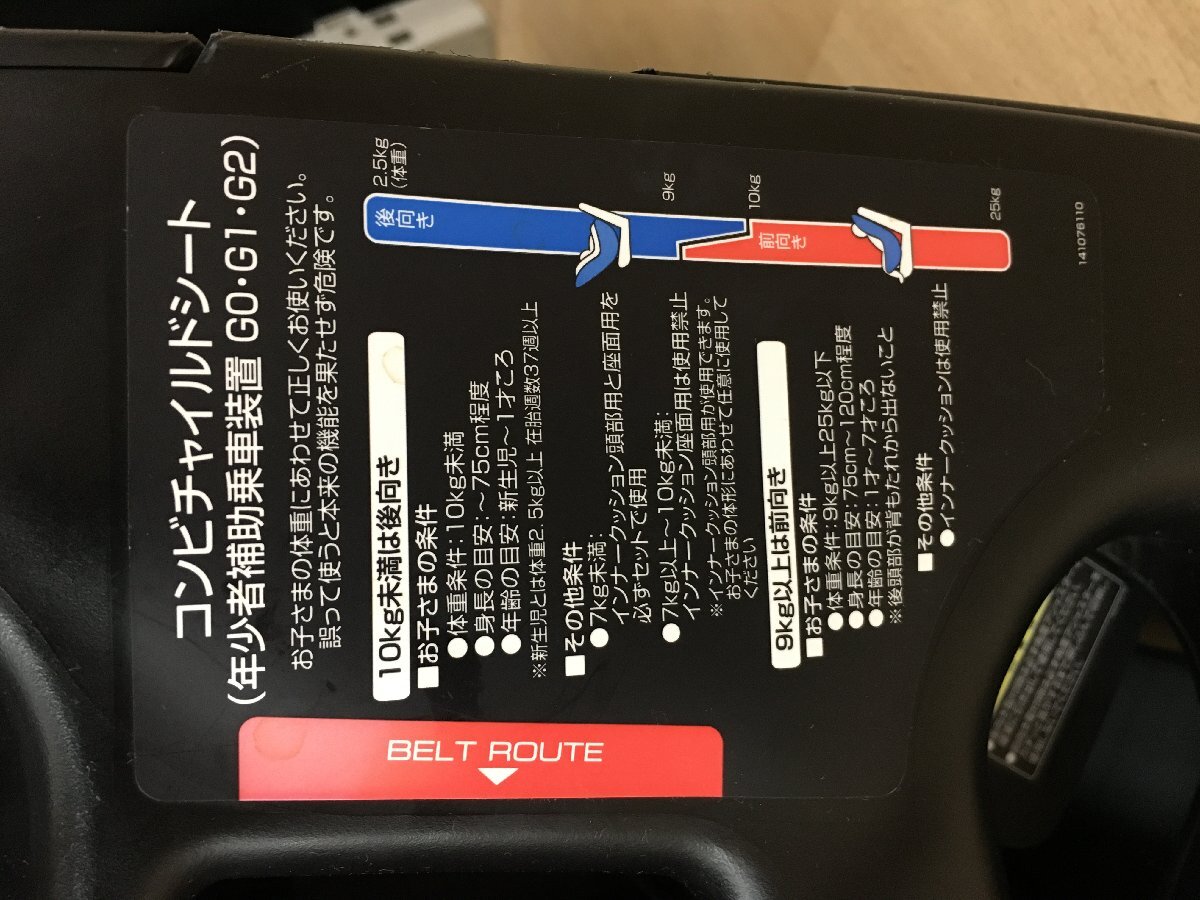 コンビチャイルドシート
(年少者補助乗車装置 G0・G1・G2)
お子さまの体重にあわせて正しくお使いください。
誤って使うと本来の機能を果たせず危険です。
2.5kg
(体重)
9kg
10kg
25kg
後向き
前向き
10kg未満は後向き
■お子さまの条件
●体重条件:10kg未満
●身長の目安:〜75cm程度
●年齢の目安:新生児〜1才ころ
※新生児とは体重2.5kg以上 在胎週数37週以上
■その他条件
●7kg未満:
インナークッション頭部用と座面用を
必ずセットで使用
●7kg以上〜10kg未満:
インナークッション座面用は使用禁止
※インナークッション頭部用が使用できます。
お子さまの体形にあわせて任意に使用して
ください
9kg以上は前向き
■お子さまの条件
●体重条件:9kg以上25kg以下
●身長の目安:75cm〜120cm程度
●年齢の目安:1才〜7才ころ
※後頭部が背もたれから出ないこと
■その他条件
●インナークッションは使用禁止
141076110
BELT ROUTE